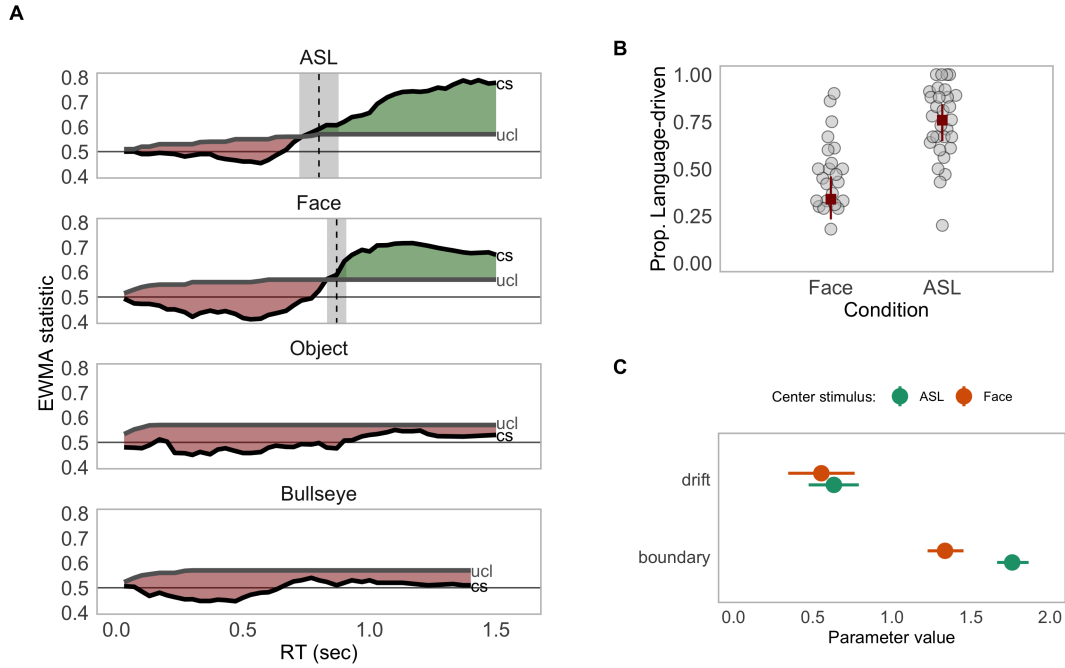 A
ASL
0.8
0.7
0.6
0.5
0.4
cs
ucl
Face
0.8
0.7
0.6
0.5
0.4
cs
ucl
Object
0.8
0.7
0.6
0.5
0.4
ucl
cs
Bullseye
0.8
0.7
0.6
0.5
0.4
ucl
cs
EWMA statistic
0.0 0.5 1.0 1.5
RT (sec)
B
Prop. Language-driven
1.00
0.75
0.50
0.25
0.00
Face ASL
Condition
C
Center stimulus: ASL Face
drift
boundary
0.0 0.5 1.0 1.5 2.0
Parameter value